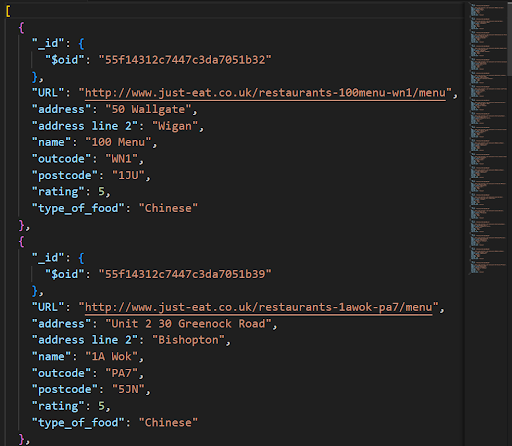 [
{
"_id": {
"$oid": "55f14312c7447c3da7051b32"
},
"URL": "http://www.just-eat.co.uk/restaurants-100menu-wn1/menu",
"address": "50 Wallgate",
"address line 2": "Wigan",
"name": "100 Menu",
"outcode": "WN1",
"postcode": "1JU",
"rating": 5,
"type_of_food": "Chinese"
},
{
"_id": {
"$oid": "55f14312c7447c3da7051b39"
},
"URL": "http://www.just-eat.co.uk/restaurants-1awok-pa7/menu",
"address": "Unit 2 30 Greenock Road",
"address line 2": "Bishopton",
"name": "1A Wok",
"outcode": "PA7",
"postcode": "5JN",
"rating": 5,
"type_of_food": "Chinese"
},